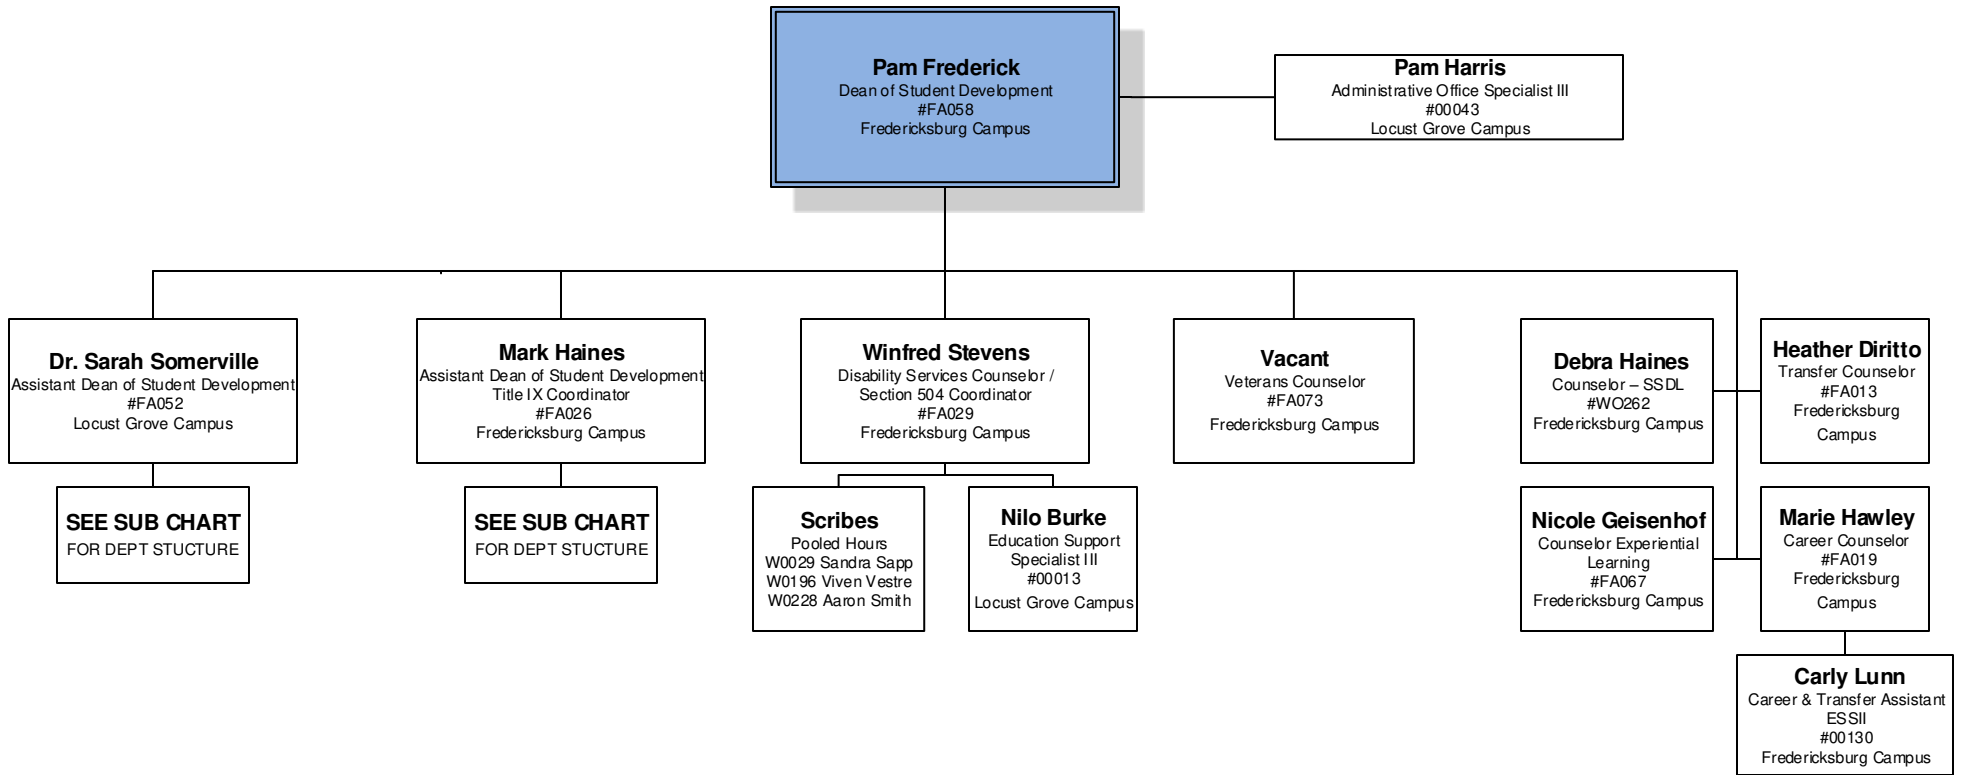 Pam Frederick
Dean of Student Development
#FA058
Fredericksburg Campus
Pam Harris
Administrative Office Specialist III
#00043
Locust Grove Campus
Dr. Sarah Somerville
Assistant Dean of Student Development
#FA052
Locust Grove Campus
Mark Haines
Assistant Dean of Student Development
Title IX Coordinator
#FA026
Fredericksburg Campus
Winfred Stevens
Disability Services Counselor /
Section 504 Coordinator
#FA029
Fredericksburg Campus
Vacant
Veterans Counselor
#FA073
Fredericksburg Campus
Debra Haines
Counselor – SSDL
#WO262
Fredericksburg Campus
Heather Diritto
Transfer Counselor
#FA013
Fredericksburg
Campus
SEE SUB CHART
FOR DEPT STUCTURE
SEE SUB CHART
FOR DEPT STUCTURE
Scribes
Pooled Hours
W0029 Sandra Sapp
W0196 Viven Vestre
W0228 Aaron Smith
Nilo Burke
Education Support
Specialist III
#00013
Locust Grove Campus
Nicole Geisenhof
Counselor Experiential
Learning
#FA067
Fredericksburg Campus
Marie Hawley
Career Counselor
#FA019
Fredericksburg
Campus
Carly Lunn
Career & Transfer Assistant
ESSII
#00130
Fredericksburg Campus